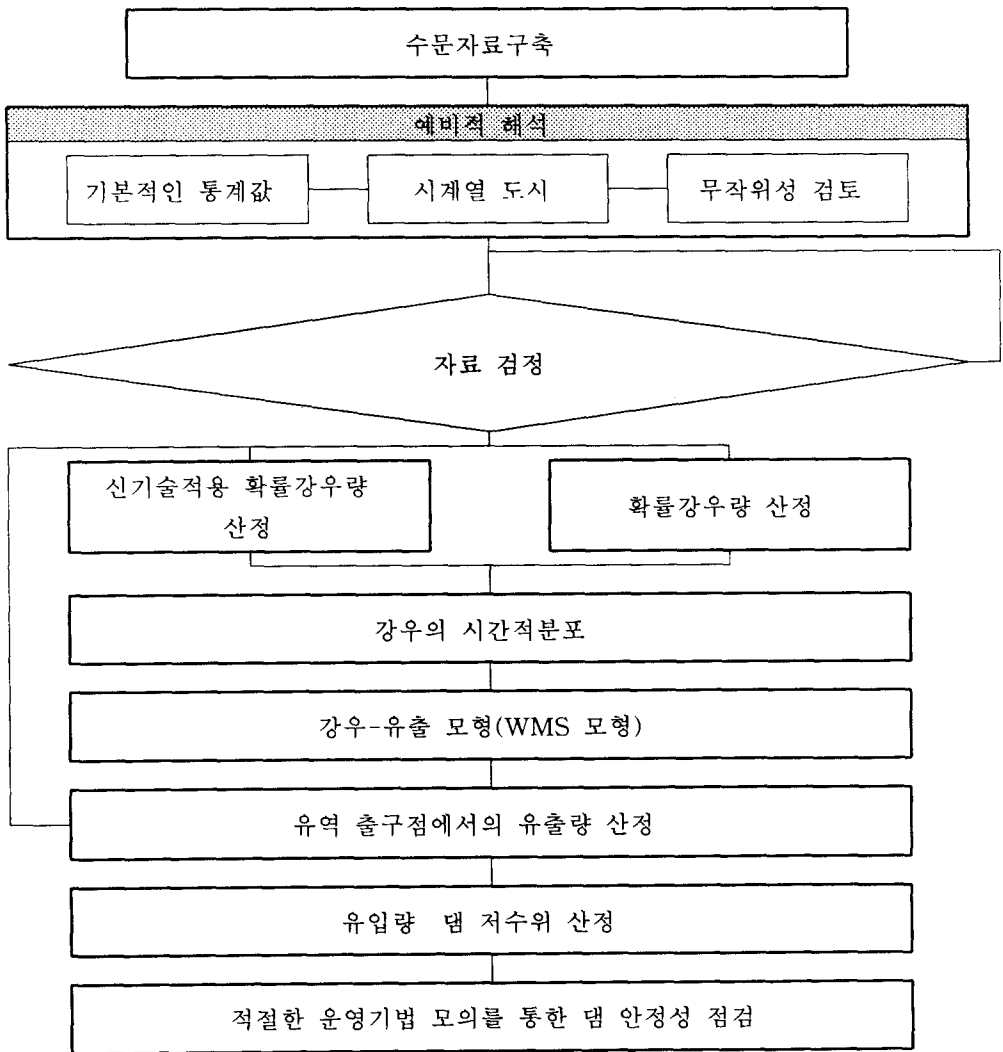 수문자료구축
예비적 해석
기본적인 통계값
시계열 도시
무작위성 검토
자료 검정
신기술적용 확률강우량
산정
확률강우량 산정
강우의 시간적분포
강우-유출 모형(WMS 모형)
유역 출구점에서의 유출량 산정
유입량 댐 저수위 산정
적절한 운영기법 모의를 통한 댐 안정성 점검